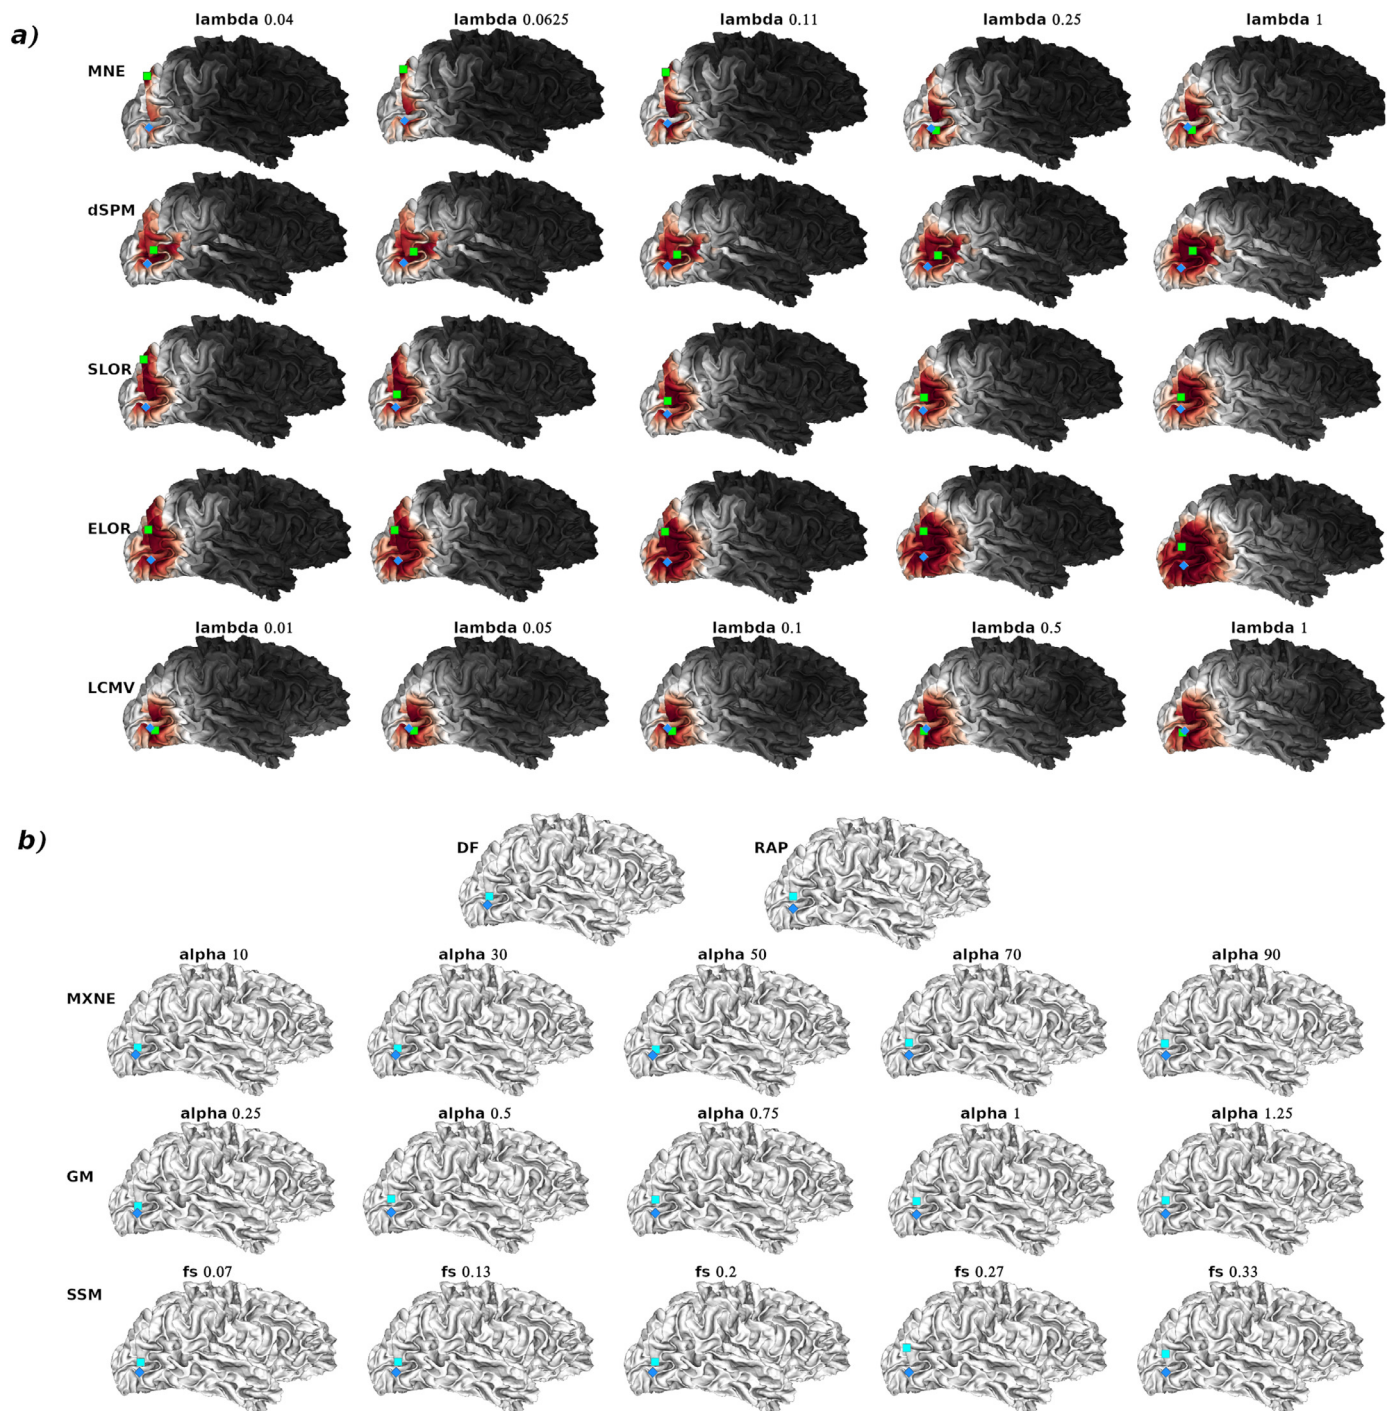 a)
lambda 0.04 lambda 0.0625 lambda 0.11 lambda 0.25 lambda 1
MNE
dSPM
SLOR
ELOR
lambda 0.01 lambda 0.05 lambda 0.1 lambda 0.5 lambda 1
LCMV
b)
DF RAP
alpha 10 alpha 30 alpha 50 alpha 70 alpha 90
MXNE
alpha 0.25 alpha 0.5 alpha 0.75 alpha 1 alpha 1.25
GM
fs 0.07 fs 0.13 fs 0.2 fs 0.27 fs 0.33
SSM